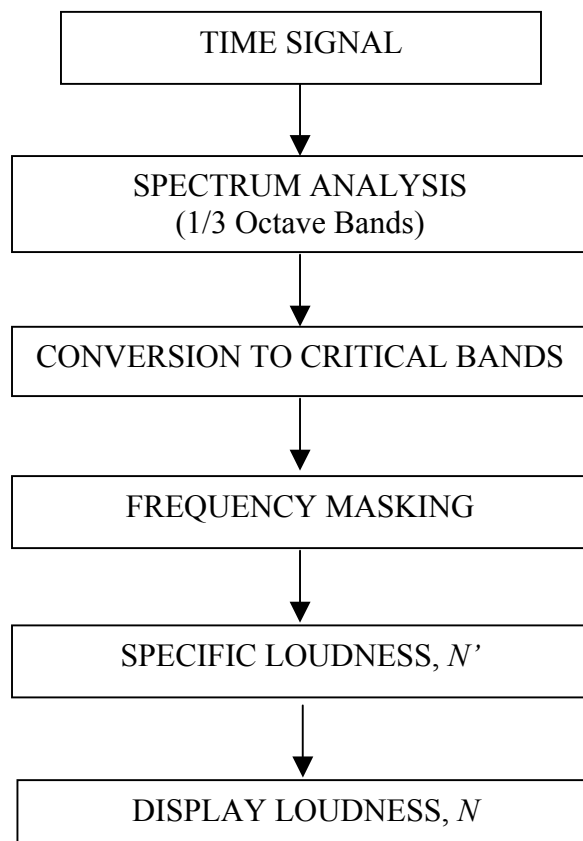 TIME SIGNAL
SPECTRUM ANALYSIS
(1/3 Octave Bands)
CONVERSION TO CRITICAL BANDS
FREQUENCY MASKING
SPECIFIC LOUDNESS, N’
DISPLAY LOUDNESS, N